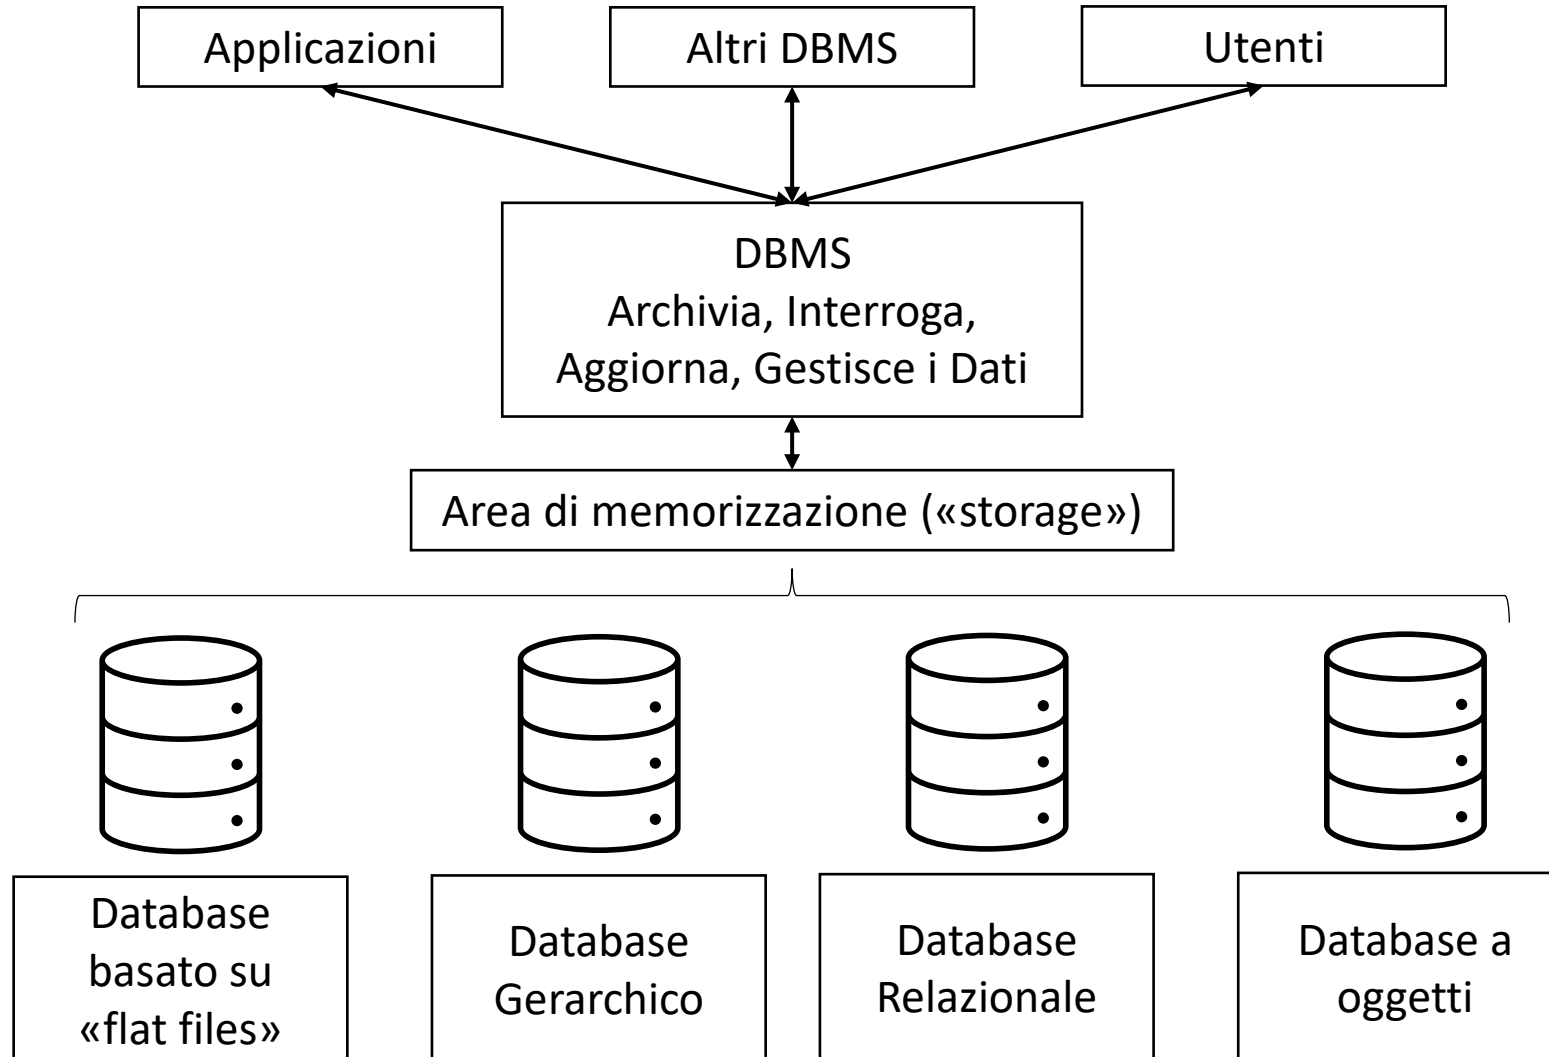 Applicazioni
Altri DBMS
Utenti
DBMS
Archivia, Interroga,
Aggiorna, Gestisce i Dati
Area di memorizzazione («storage»)
Database
basato su
«flat files»
Database
Gerarchico
Database
Relazionale
Database a
oggetti